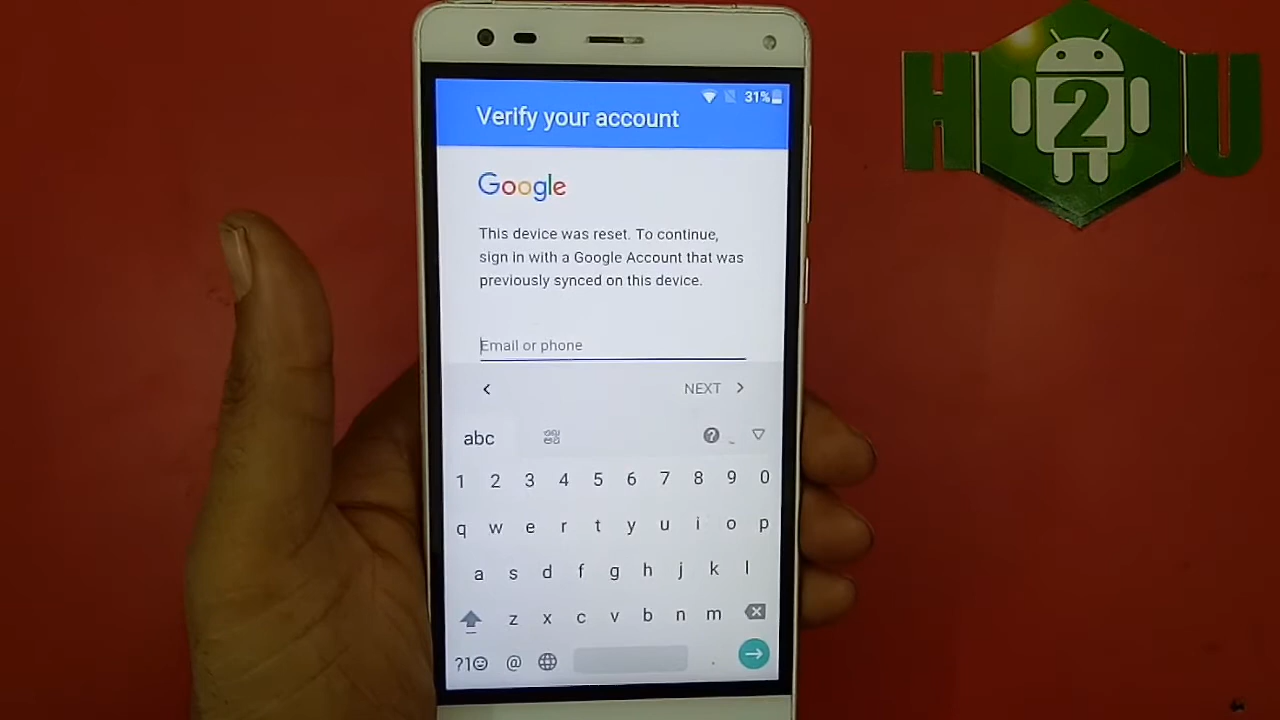 31%
Verify your account
H2U
Google
This device was reset. To continue,
sign in with a Google Account that was
previously synced on this device.
Email or phone
NEXT
abc
1 2 3 4 5 6 7 8 9 0
q w e r t y u i o p
a s d f g h j k l
z x c v b n m
?1☺ @ .